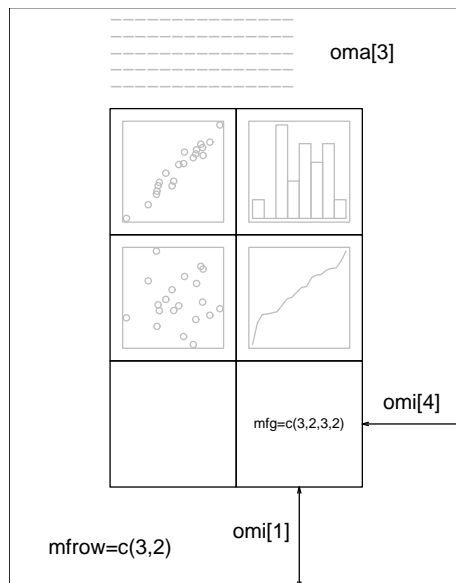 oma[3]
omi[4]
mfg=c(3,2,3,2)
omi[1]
mfrow=c(3,2)